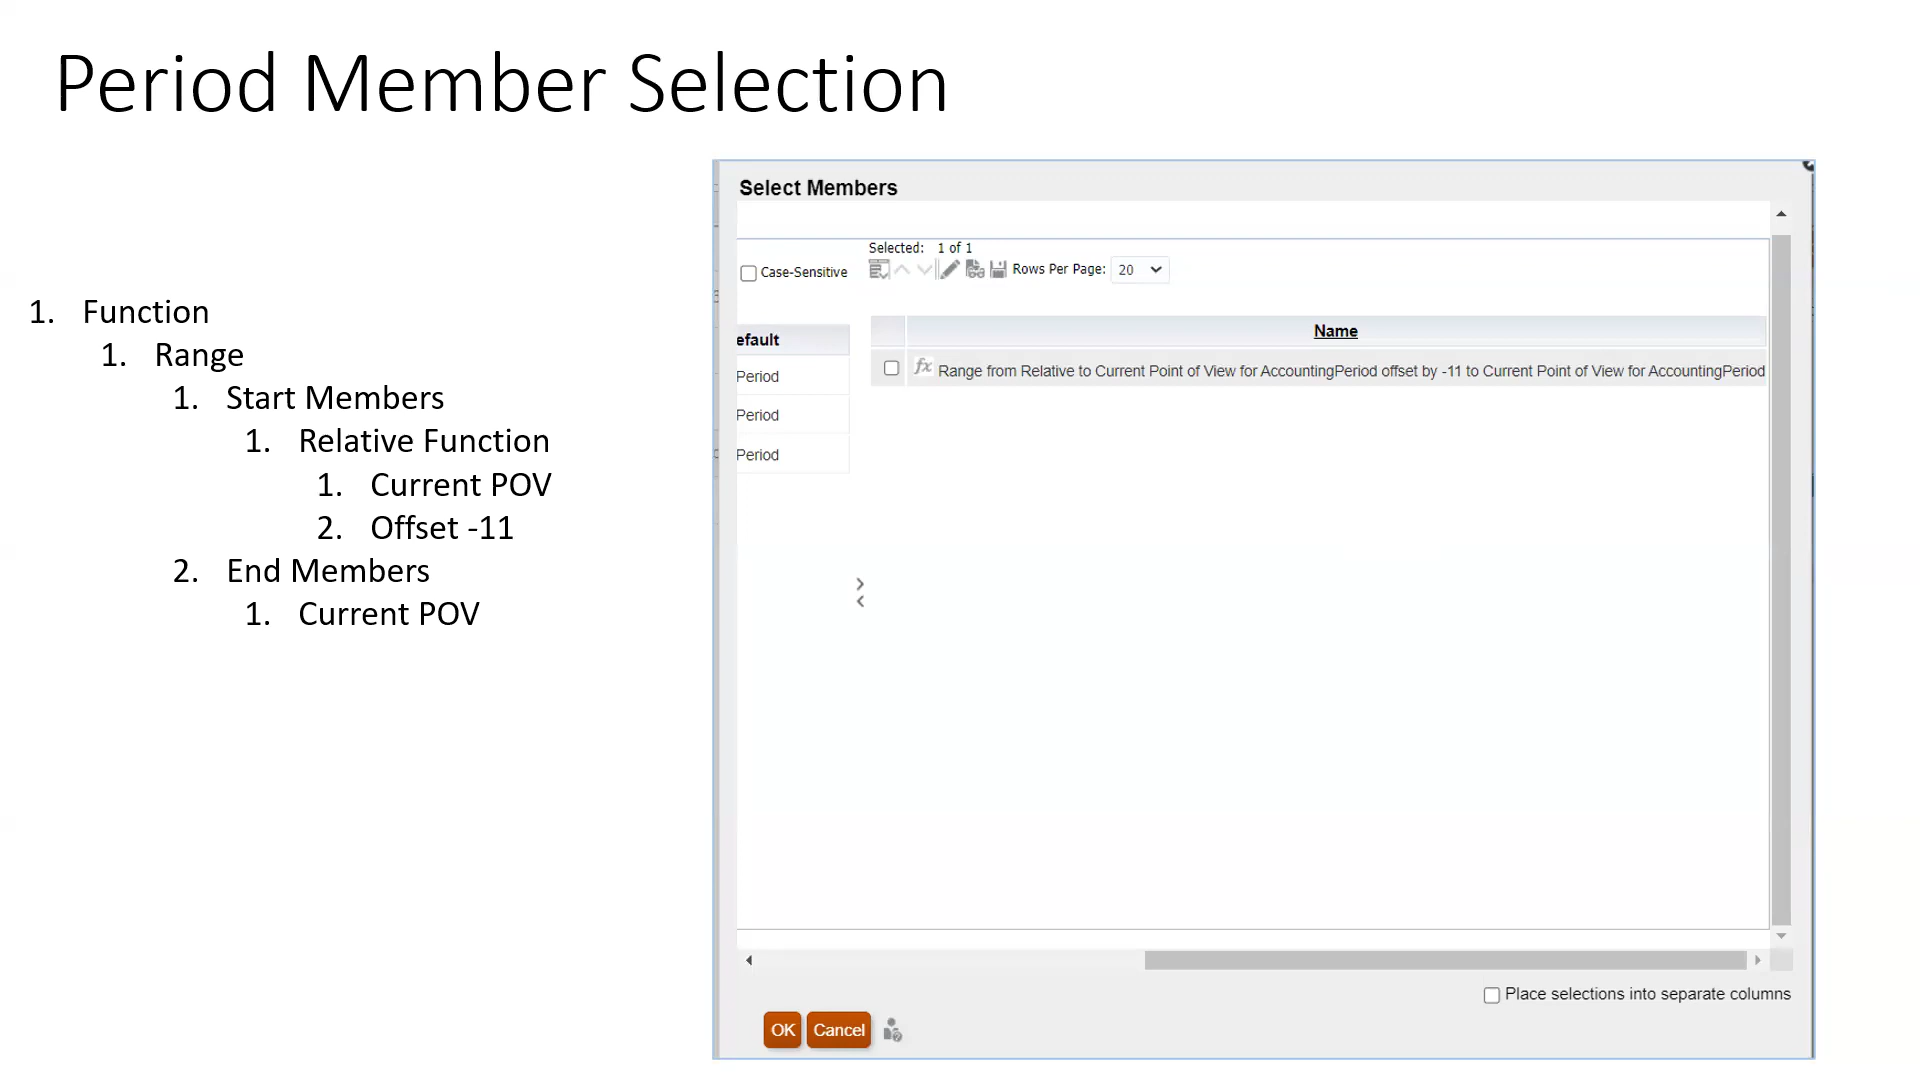 Period Member Selection
1. Function
1. Range
1. Start Members
1. Relative Function
1. Current POV
2. Offset -11
2. End Members
1. Current POV
Select Members
Selected: 1 of 1
Case-Sensitive
Rows Per Page: 20
efault
Period
Period
Period
Name
fx Range from Relative to Current Point of View for AccountingPeriod offset by -11 to Current Point of View for AccountingPeriod
Place selections into separate columns
OK Cancel